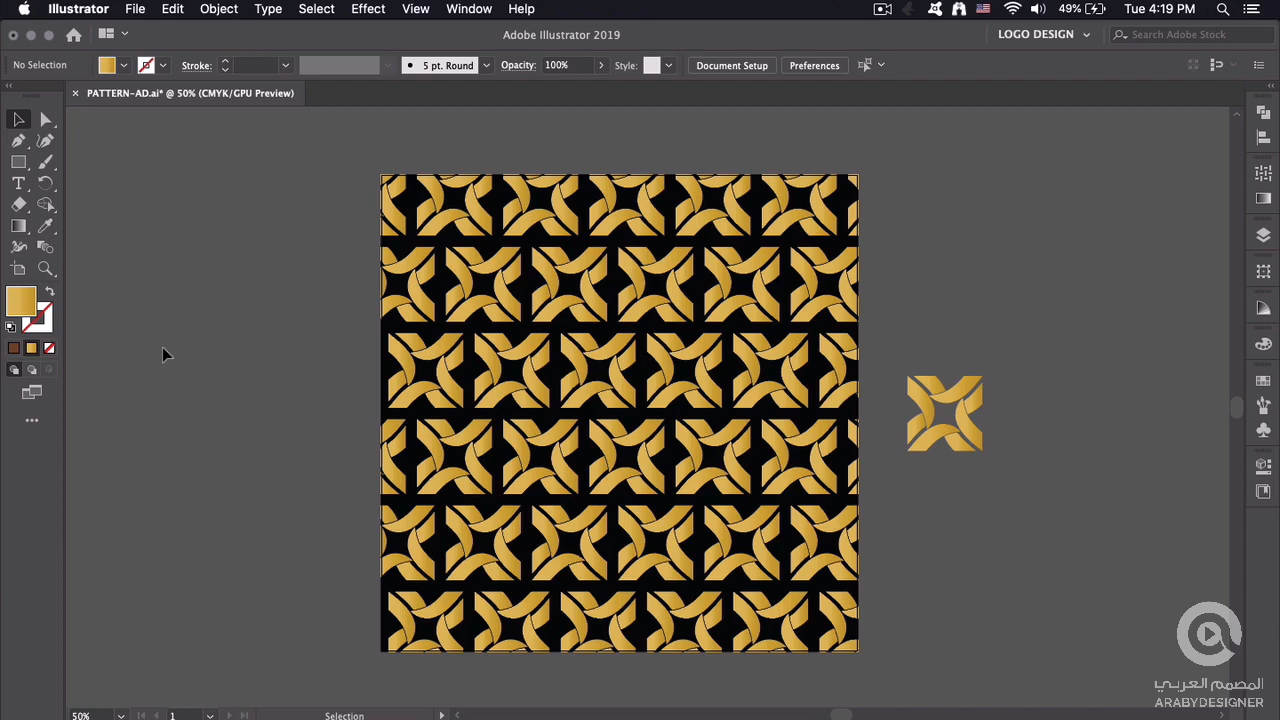 Illustrator File Edit Object Type Select Effect View Window Help 49% Tue 4:19 PM
Adobe Illustrator 2019 LOGO DESIGN Search Adobe Stock
No Selection Stroke: 5 pt. Round Opacity: 100% Style: Document Setup Preferences
× PATTERN-AD.ai* @ 50% (CMYK/GPU Preview)
المصمم العربي
ARABYDESIGNER
50% 1 Selection